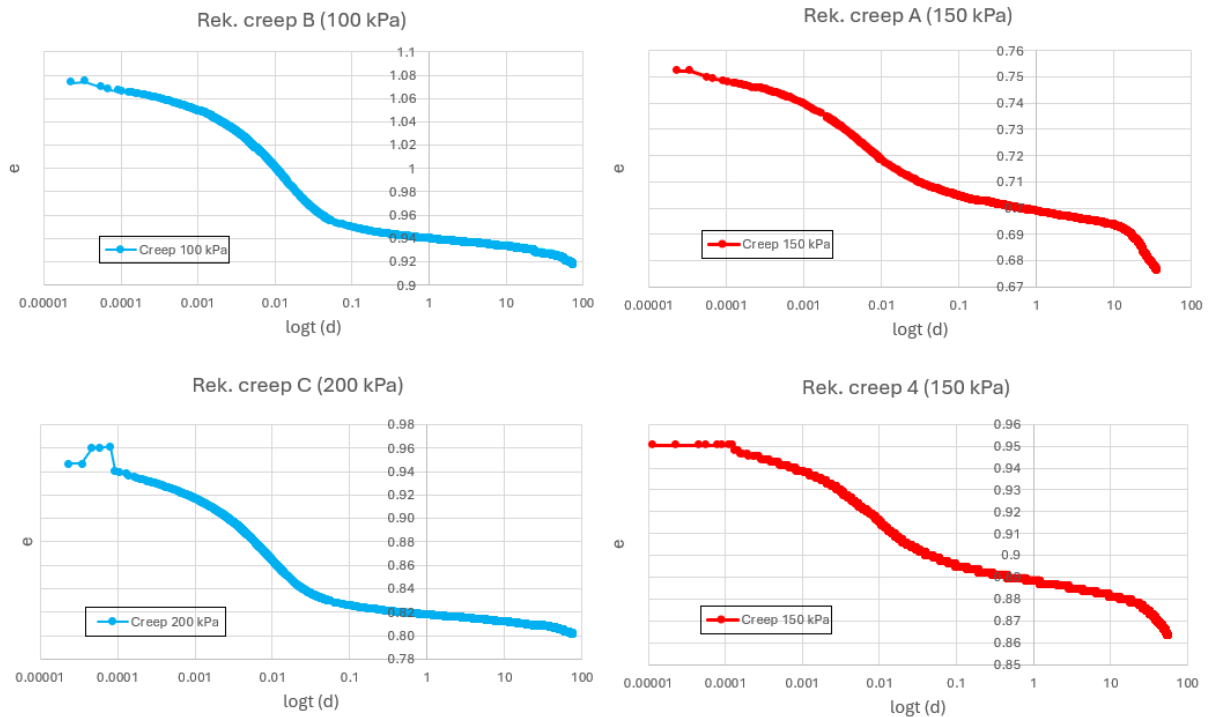 Rek. creep B (100 kPa)
1.1
1.08
1.06
1.04
1.02
1
0.98
0.96
0.94
0.92
0.9
e
Creep 100 kPa
0.00001 0.0001 0.001 0.01 0.1 1 10 100
logt (d)
Rek. creep A (150 kPa)
0.76
0.75
0.74
0.73
0.72
0.71
0.70
0.69
0.68
0.67
e
Creep 150 kPa
0.00001 0.0001 0.001 0.01 0.1 1 10 100
logt (d)
Rek. creep C (200 kPa)
0.98
0.96
0.94
0.92
0.90
0.88
0.86
0.84
0.82
0.80
0.78
e
Creep 200 kPa
0.00001 0.0001 0.001 0.01 0.1 1 10 100
logt (d)
Rek. creep 4 (150 kPa)
0.96
0.95
0.94
0.93
0.92
0.91
0.9
0.89
0.88
0.87
0.86
0.85
e
Creep 150 kPa
0.00001 0.0001 0.001 0.01 0.1 1 10 100
logt (d)